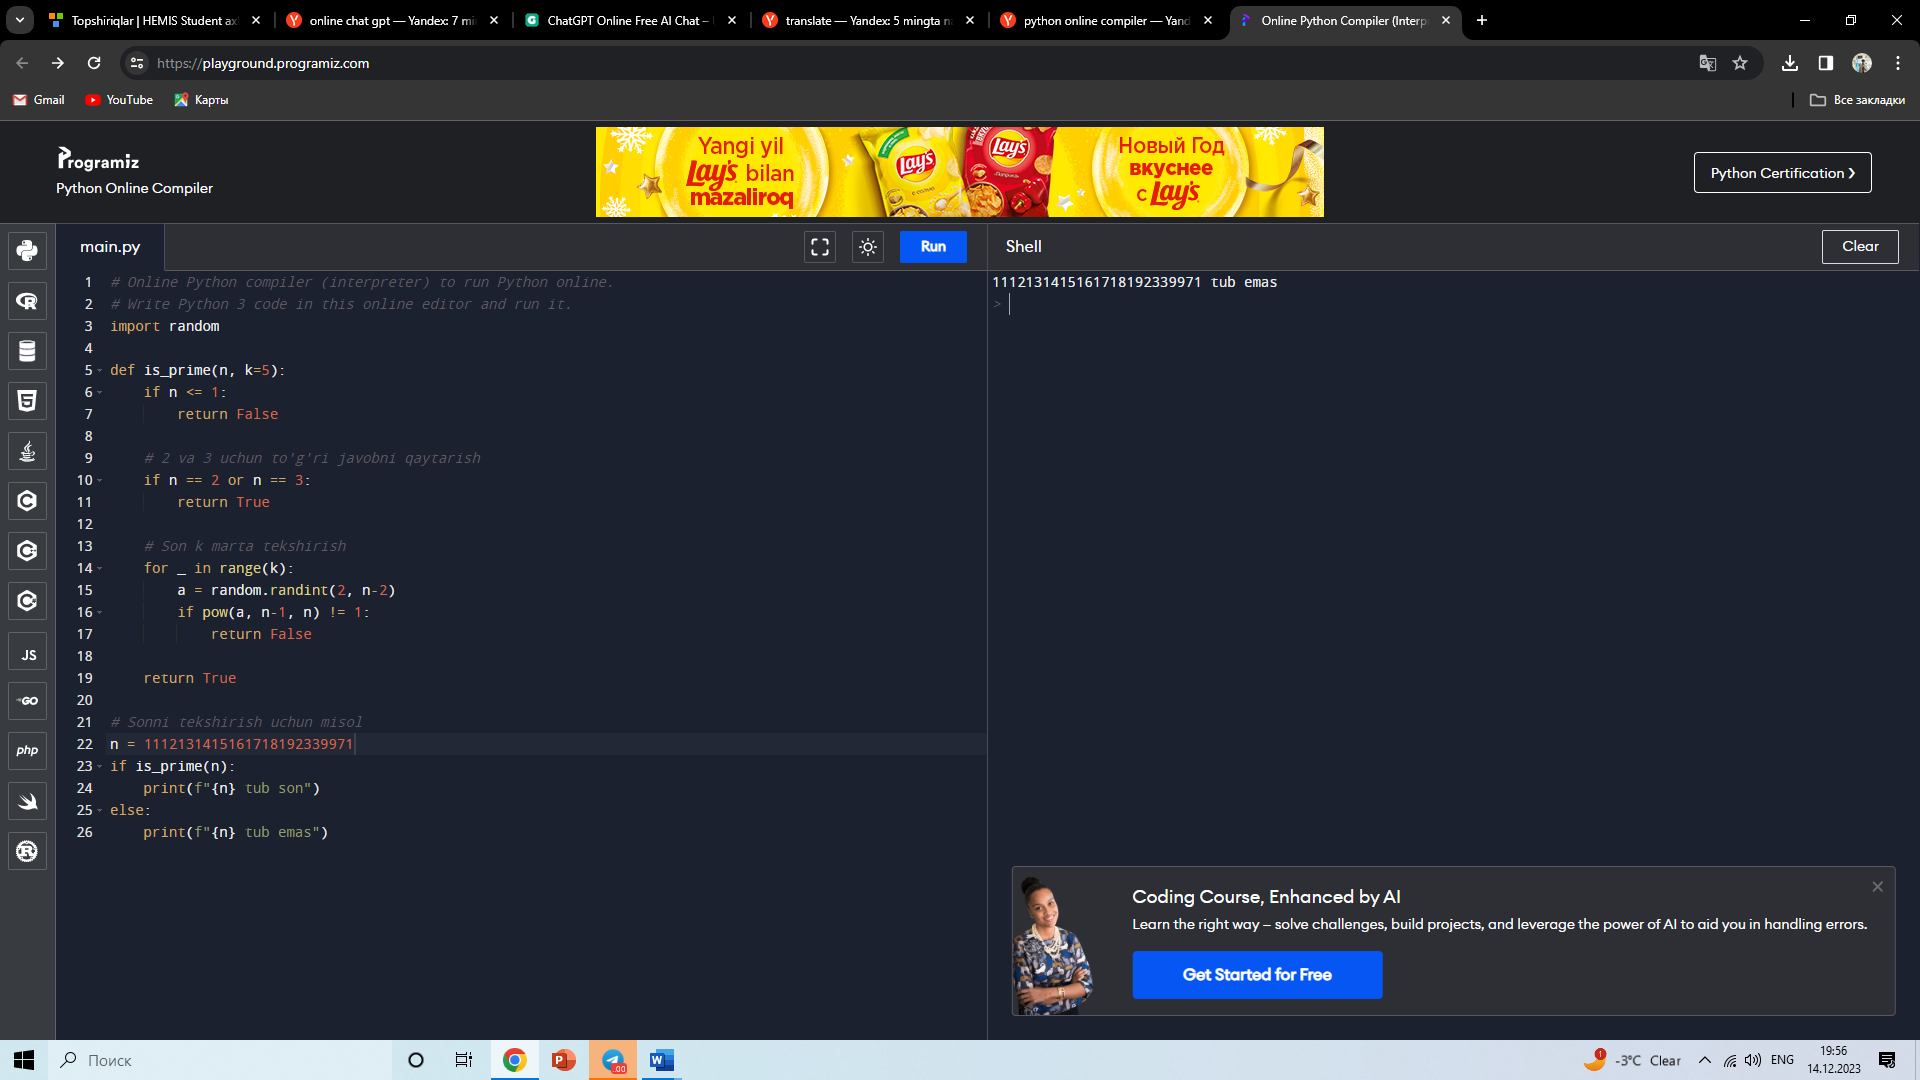 Topshiriqlar | HEMIS Student ax
online chat gpt — Yandex: 7 mi
ChatGPT Online Free AI Chat –
translate — Yandex: 5 mingta n
python online compiler — Yand
Online Python Compiler (Interp
https://playground.programiz.com
Gmail
YouTube
Карты
Все закладки
Programiz
Python Online Compiler
Yangi yil
Lay's bilan
mazaliroq
Lay's
Lay's
Новый Год
вкуснее
с Lay's
Python Certification ›
main.py
Run
Shell
Clear
1 # Online Python compiler (interpreter) to run Python online.
2 # Write Python 3 code in this online editor and run it.
3 import random
4
5 def is_prime(n, k=5):
6 if n <= 1:
7 return False
8
9 # 2 va 3 uchun to'g'ri javobni qaytarish
10 if n == 2 or n == 3:
11 return True
12
13 # Son k marta tekshirish
14 for _ in range(k):
15 a = random.randint(2, n-2)
16 if pow(a, n-1, n) != 1:
17 return False
18
19 return True
20
21 # Sonni tekshirish uchun misol
22 n = 1112131415161718192339971
23 if is_prime(n):
24 print(f"{n} tub son")
25 else:
26 print(f"{n} tub emas")
1112131415161718192339971 tub emas
>
JS
GO
php
Coding Course, Enhanced by AI
Learn the right way – solve challenges, build projects, and leverage the power of AI to aid you in handling errors.
Get Started for Free
Поиск
.00
1
-3°C Clear
ENG
19:56
14.12.2023